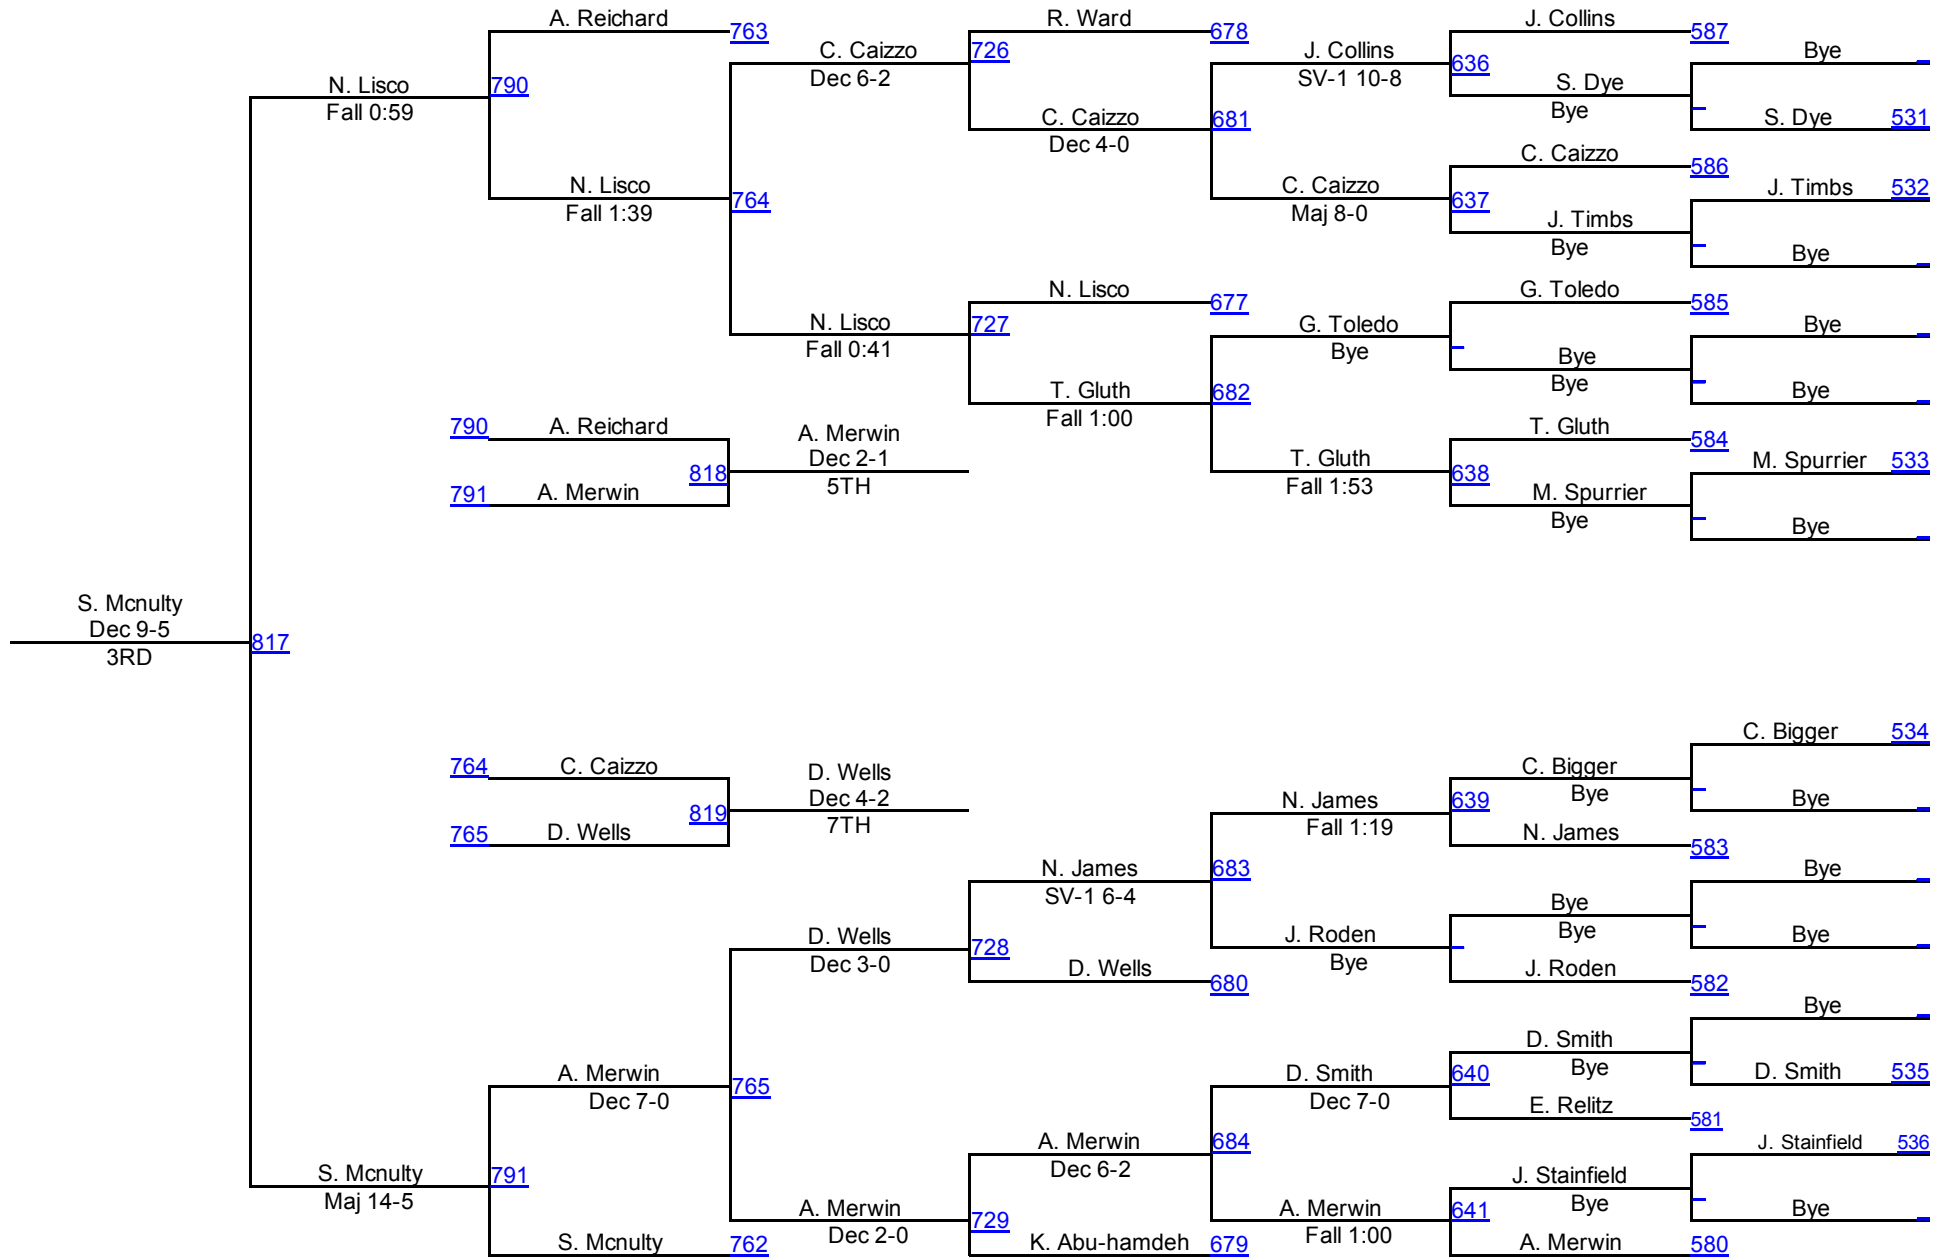 A. Reichard
763
R. Ward
678
J. Collins
587
C. Caizzo
726
J. Collins
636
Bye
Dec 6-2
SV-1 10-8
N. Lisco
790
S. Dye
Fall 0:59
Bye
C. Caizzo
681
S. Dye
531
Dec 4-0
C. Caizzo
586
N. Lisco
764
C. Caizzo
637
J. Timbs
532
Fall 1:39
Maj 8-0
J. Timbs
Bye
Bye
N. Lisco
677
G. Toledo
585
N. Lisco
727
G. Toledo
Bye
Fall 0:41
Bye
Bye
Bye
T. Gluth
682
Bye
Fall 1:00
790
A. Reichard
A. Merwin
T. Gluth
584
Dec 2-1
818
5TH
T. Gluth
638
M. Spurrier
533
791
A. Merwin
Fall 1:53
M. Spurrier
Bye
Bye
S. Mcnulty
Dec 9-5
817
3RD
C. Bigger
534
764
C. Caizzo
D. Wells
C. Bigger
Dec 4-2
Bye
819
7TH
N. James
639
Bye
765
D. Wells
Fall 1:19
N. James
583
N. James
683
Bye
SV-1 6-4
Bye
D. Wells
728
J. Roden
Bye
Bye
Dec 3-0
Bye
D. Wells
680
J. Roden
582
Bye
D. Smith
A. Merwin
765
D. Smith
640
Bye
D. Smith
535
Dec 7-0
Dec 7-0
E. Relitz
581
A. Merwin
684
J. Stainfield
536
Dec 6-2
S. Mcnulty
791
J. Stainfield
Maj 14-5
Bye
A. Merwin
729
A. Merwin
641
Bye
Dec 2-0
Fall 1:00
S. Mcnulty
762
K. Abu-hamdeh
679
A. Merwin
580